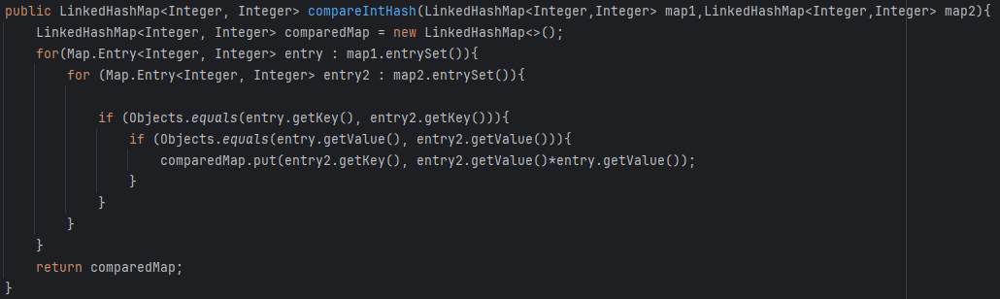 public LinkedHashMap<Integer, Integer> compareIntHash(LinkedHashMap<Integer,Integer> map1,LinkedHashMap<Integer,Integer> map2){
    LinkedHashMap<Integer, Integer> comparedMap = new LinkedHashMap<>();
    for(Map.Entry<Integer, Integer> entry : map1.entrySet()){
        for (Map.Entry<Integer, Integer> entry2 : map2.entrySet()){

            if (Objects.equals(entry.getKey(), entry2.getKey())){
                if (Objects.equals(entry.getValue(), entry2.getValue())){
                    comparedMap.put(entry2.getKey(), entry2.getValue()*entry.getValue());
                }
            }
        }
    }
    return comparedMap;
}